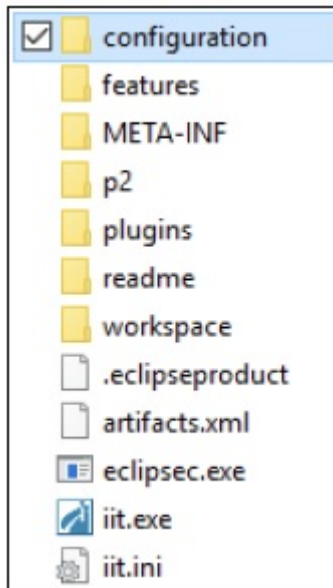 configuration
features
META-INF
p2
plugins
readme
workspace
.eclipseproduct
artifacts.xml
eclipsec.exe
iit.exe
iit.ini